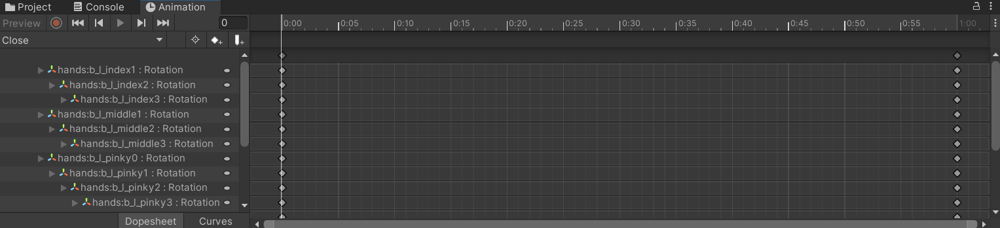 Project Console Animation
Preview 0 0:00 0:05 0:10 0:15 0:20 0:25 0:30 0:35 0:40 0:45 0:50 0:55 1:00
Close
hands:b_l_index1 : Rotation
hands:b_l_index2 : Rotation
hands:b_l_index3 : Rotation
hands:b_l_middle1 : Rotation
hands:b_l_middle2 : Rotation
hands:b_l_middle3 : Rotation
hands:b_l_pinky0 : Rotation
hands:b_l_pinky1 : Rotation
hands:b_l_pinky2 : Rotation
hands:b_l_pinky3 : Rotation
Dopesheet Curves